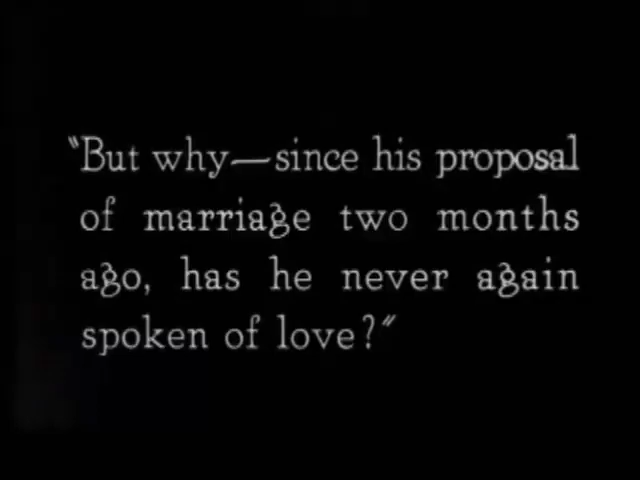 "But why—since his proposal
of marriage two months
ago, has he never again
spoken of love?"